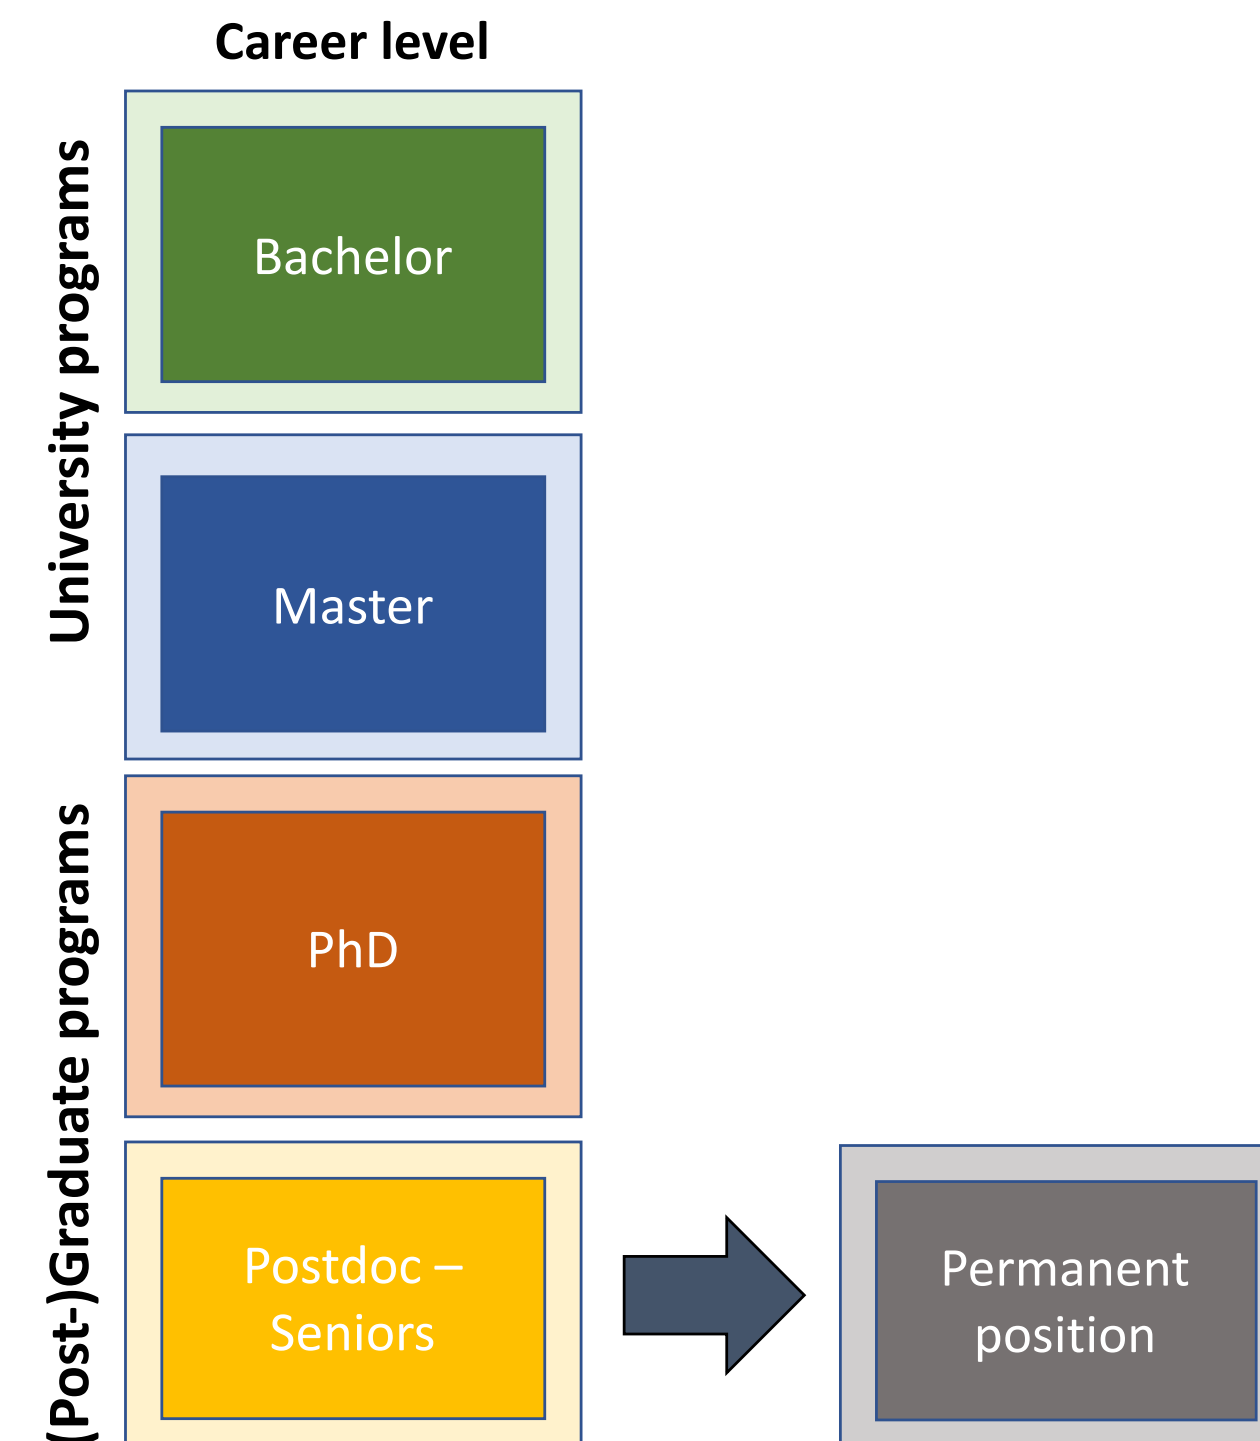 Career level
University programs
Bachelor
Master
(Post-)Graduate programs
PhD
Postdoc –
Seniors
Permanent
position